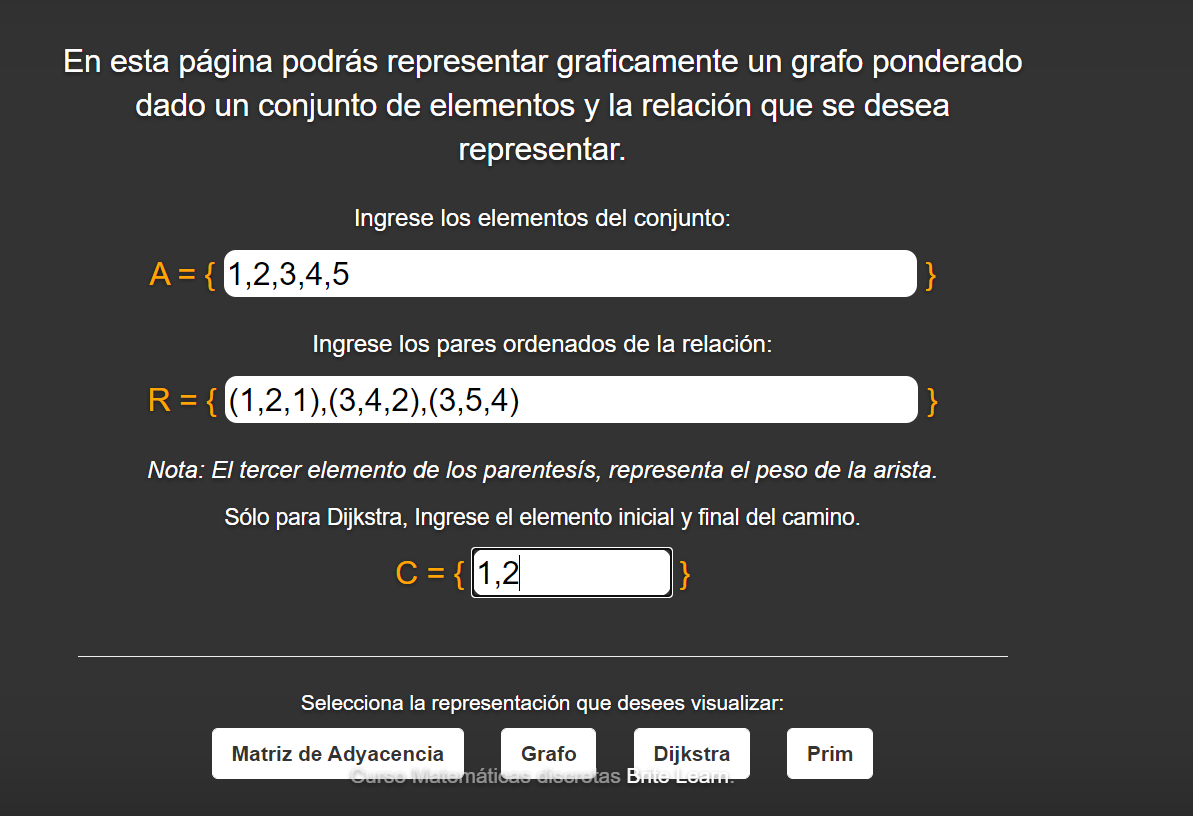 En esta página podrás representar graficamente un grafo ponderado
dado un conjunto de elementos y la relación que se desea
representar.
Ingrese los elementos del conjunto:
A = { 1,2,3,4,5 }
Ingrese los pares ordenados de la relación:
R = { (1,2,1),(3,4,2),(3,5,4) }
Nota: El tercer elemento de los parentesís, representa el peso de la arista.
Sólo para Dijkstra, Ingrese el elemento inicial y final del camino.
C = { 1,2 }
Selecciona la representación que desees visualizar:
Matriz de Adyacencia Grafo Dijkstra Prim
Curso Matemáticas discretas Brite Learn.